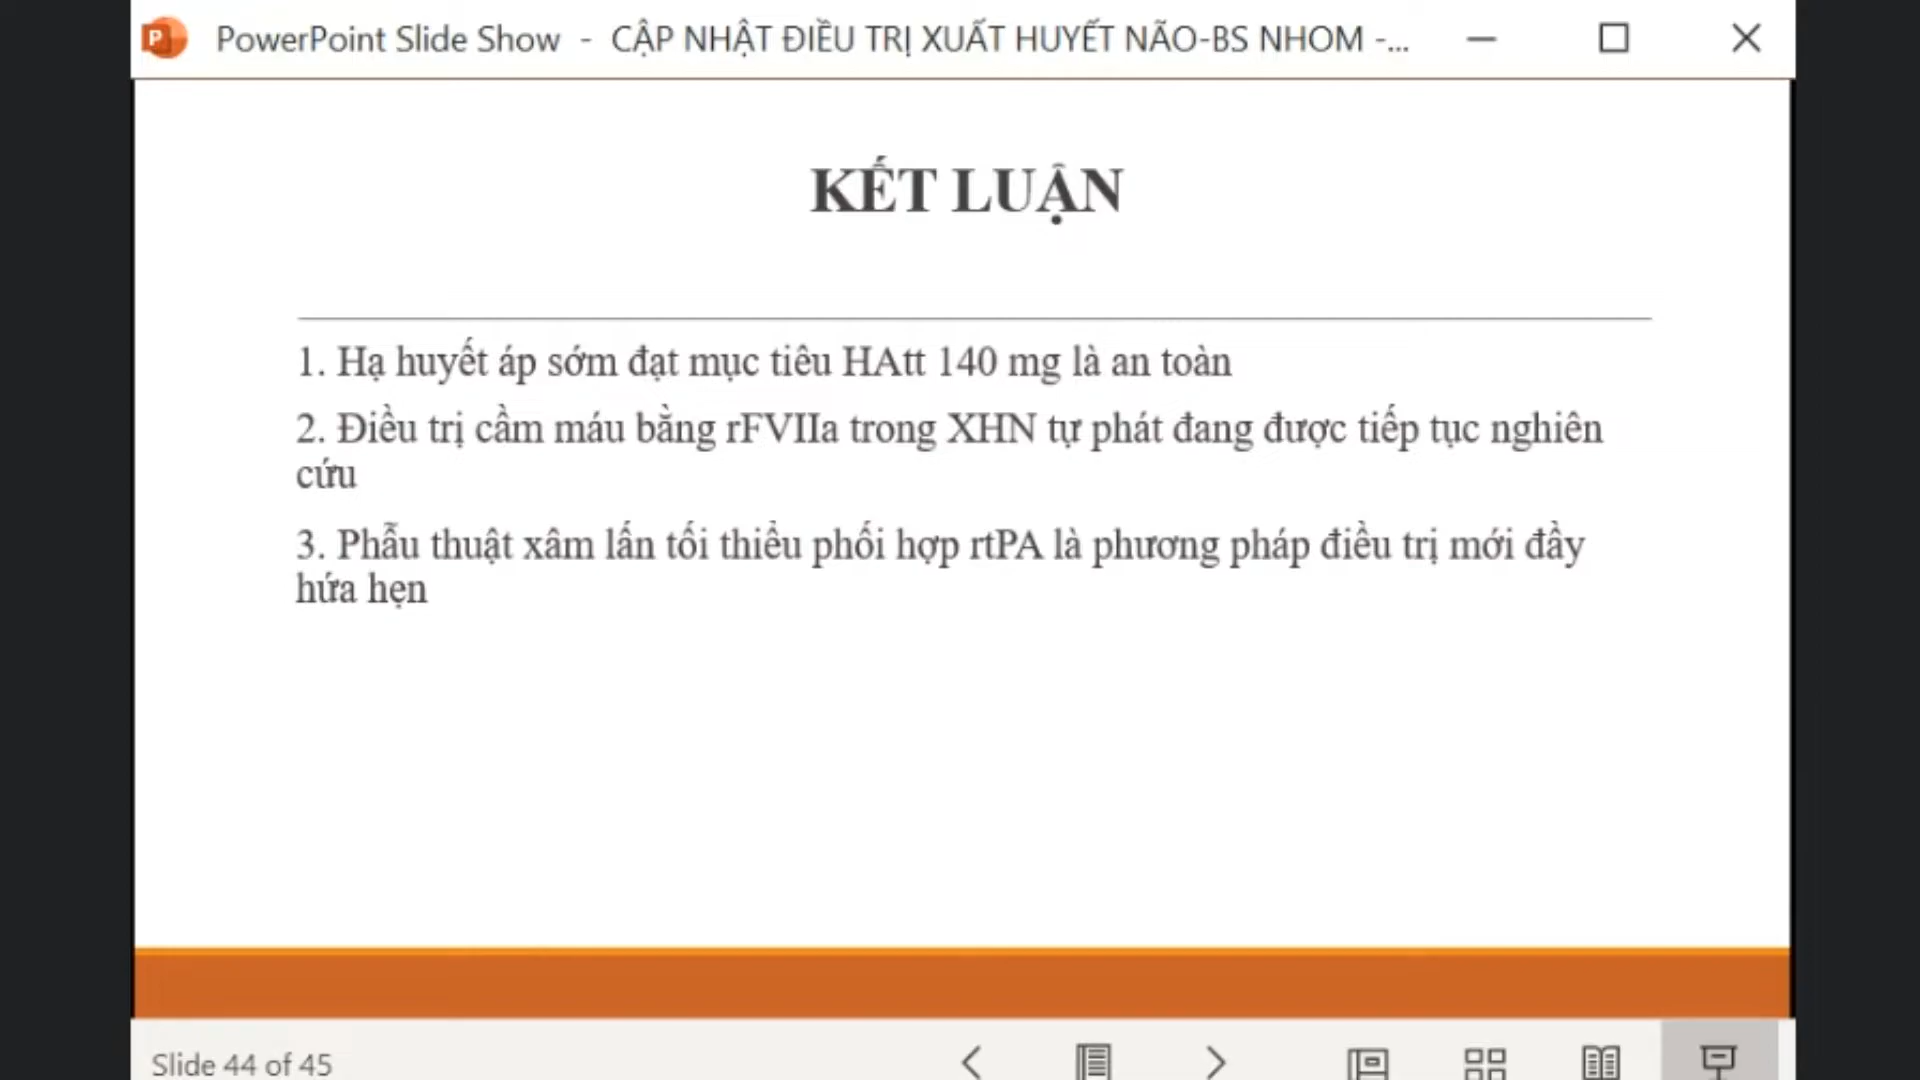 PowerPoint Slide Show - CẬP NHẬT ĐIỀU TRỊ XUẤT HUYẾT NÃO-BS NHOM -...
KẾT LUẬN
1. Hạ huyết áp sớm đạt mục tiêu HAtt 140 mg là an toàn
2. Điều trị cầm máu bằng rFVIIa trong XHN tự phát đang được tiếp tục nghiên
cứu
3. Phẫu thuật xâm lấn tối thiểu phối hợp rtPA là phương pháp điều trị mới đầy
hứa hẹn
Slide 44 of 45